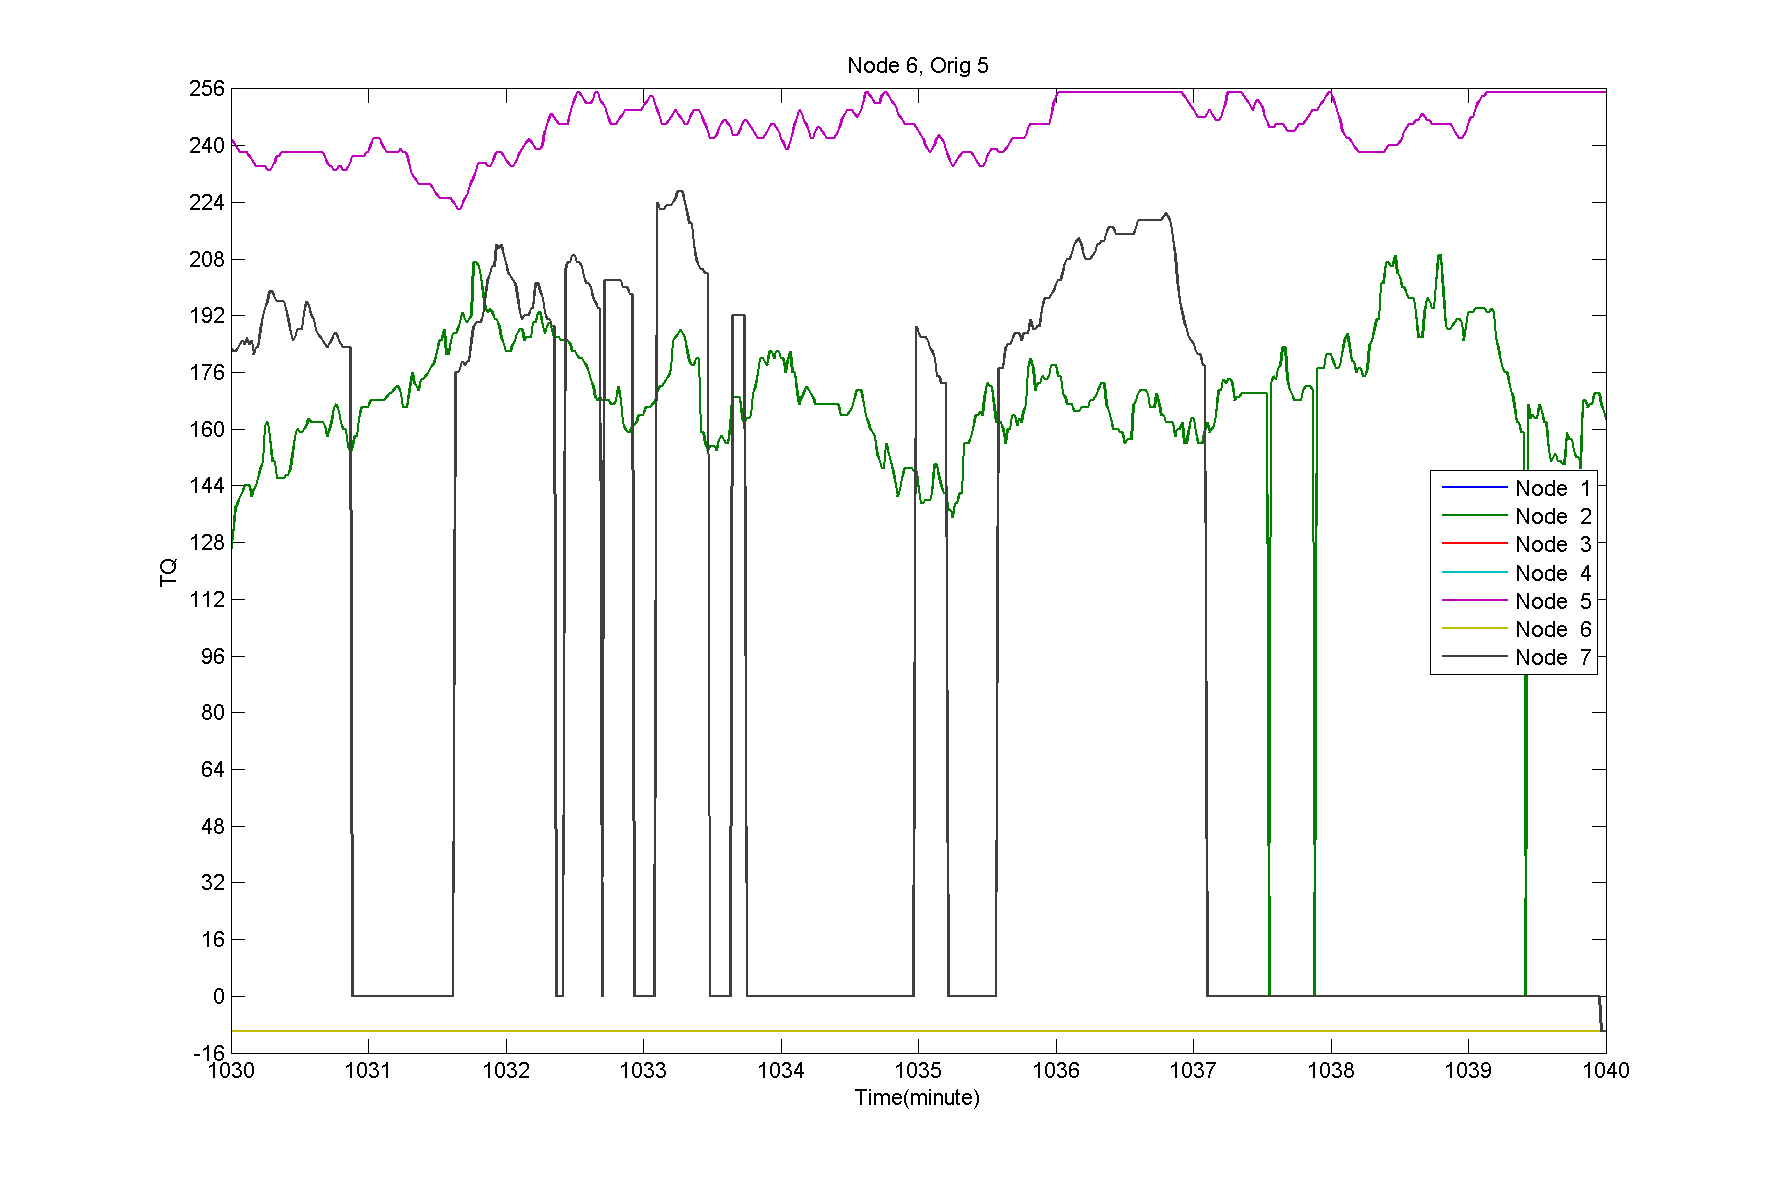 Node 6, Orig 5
256
240
224
208
192
176
160
144
128
112
96
80
64
48
32
16
0
-16
TQ
Node 1
Node 2
Node 3
Node 4
Node 5
Node 6
Node 7
1030 1031 1032 1033 1034 1035 1036 1037 1038 1039 1040
Time(minute)